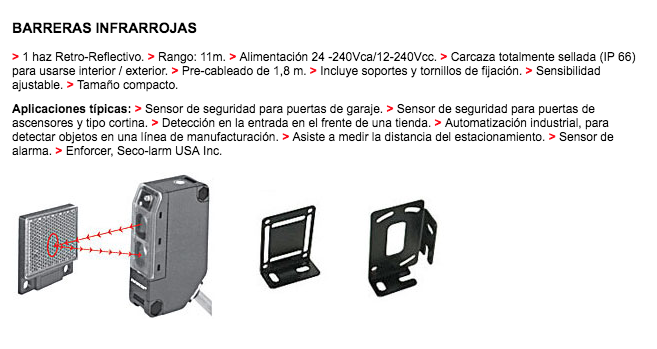 BARRERAS INFRARROJAS
> 1 haz Retro-Reflectivo. > Rango: 11m. > Alimentación 24 -240Vca/12-240Vcc. > Carcaza totalmente sellada (IP 66)
para usarse interior / exterior. > Pre-cableado de 1,8 m. > Incluye soportes y tornillos de fijación. > Sensibilidad
ajustable. > Tamaño compacto.
Aplicaciones típicas: > Sensor de seguridad para puertas de garaje. > Sensor de seguridad para puertas de
ascensores y tipo cortina. > Detección en la entrada en el frente de una tienda. > Automatización industrial, para
detectar objetos en una línea de manufacturación. > Asiste a medir la distancia del estacionamiento. > Sensor de
alarma. > Enforcer, Seco-larm USA Inc.